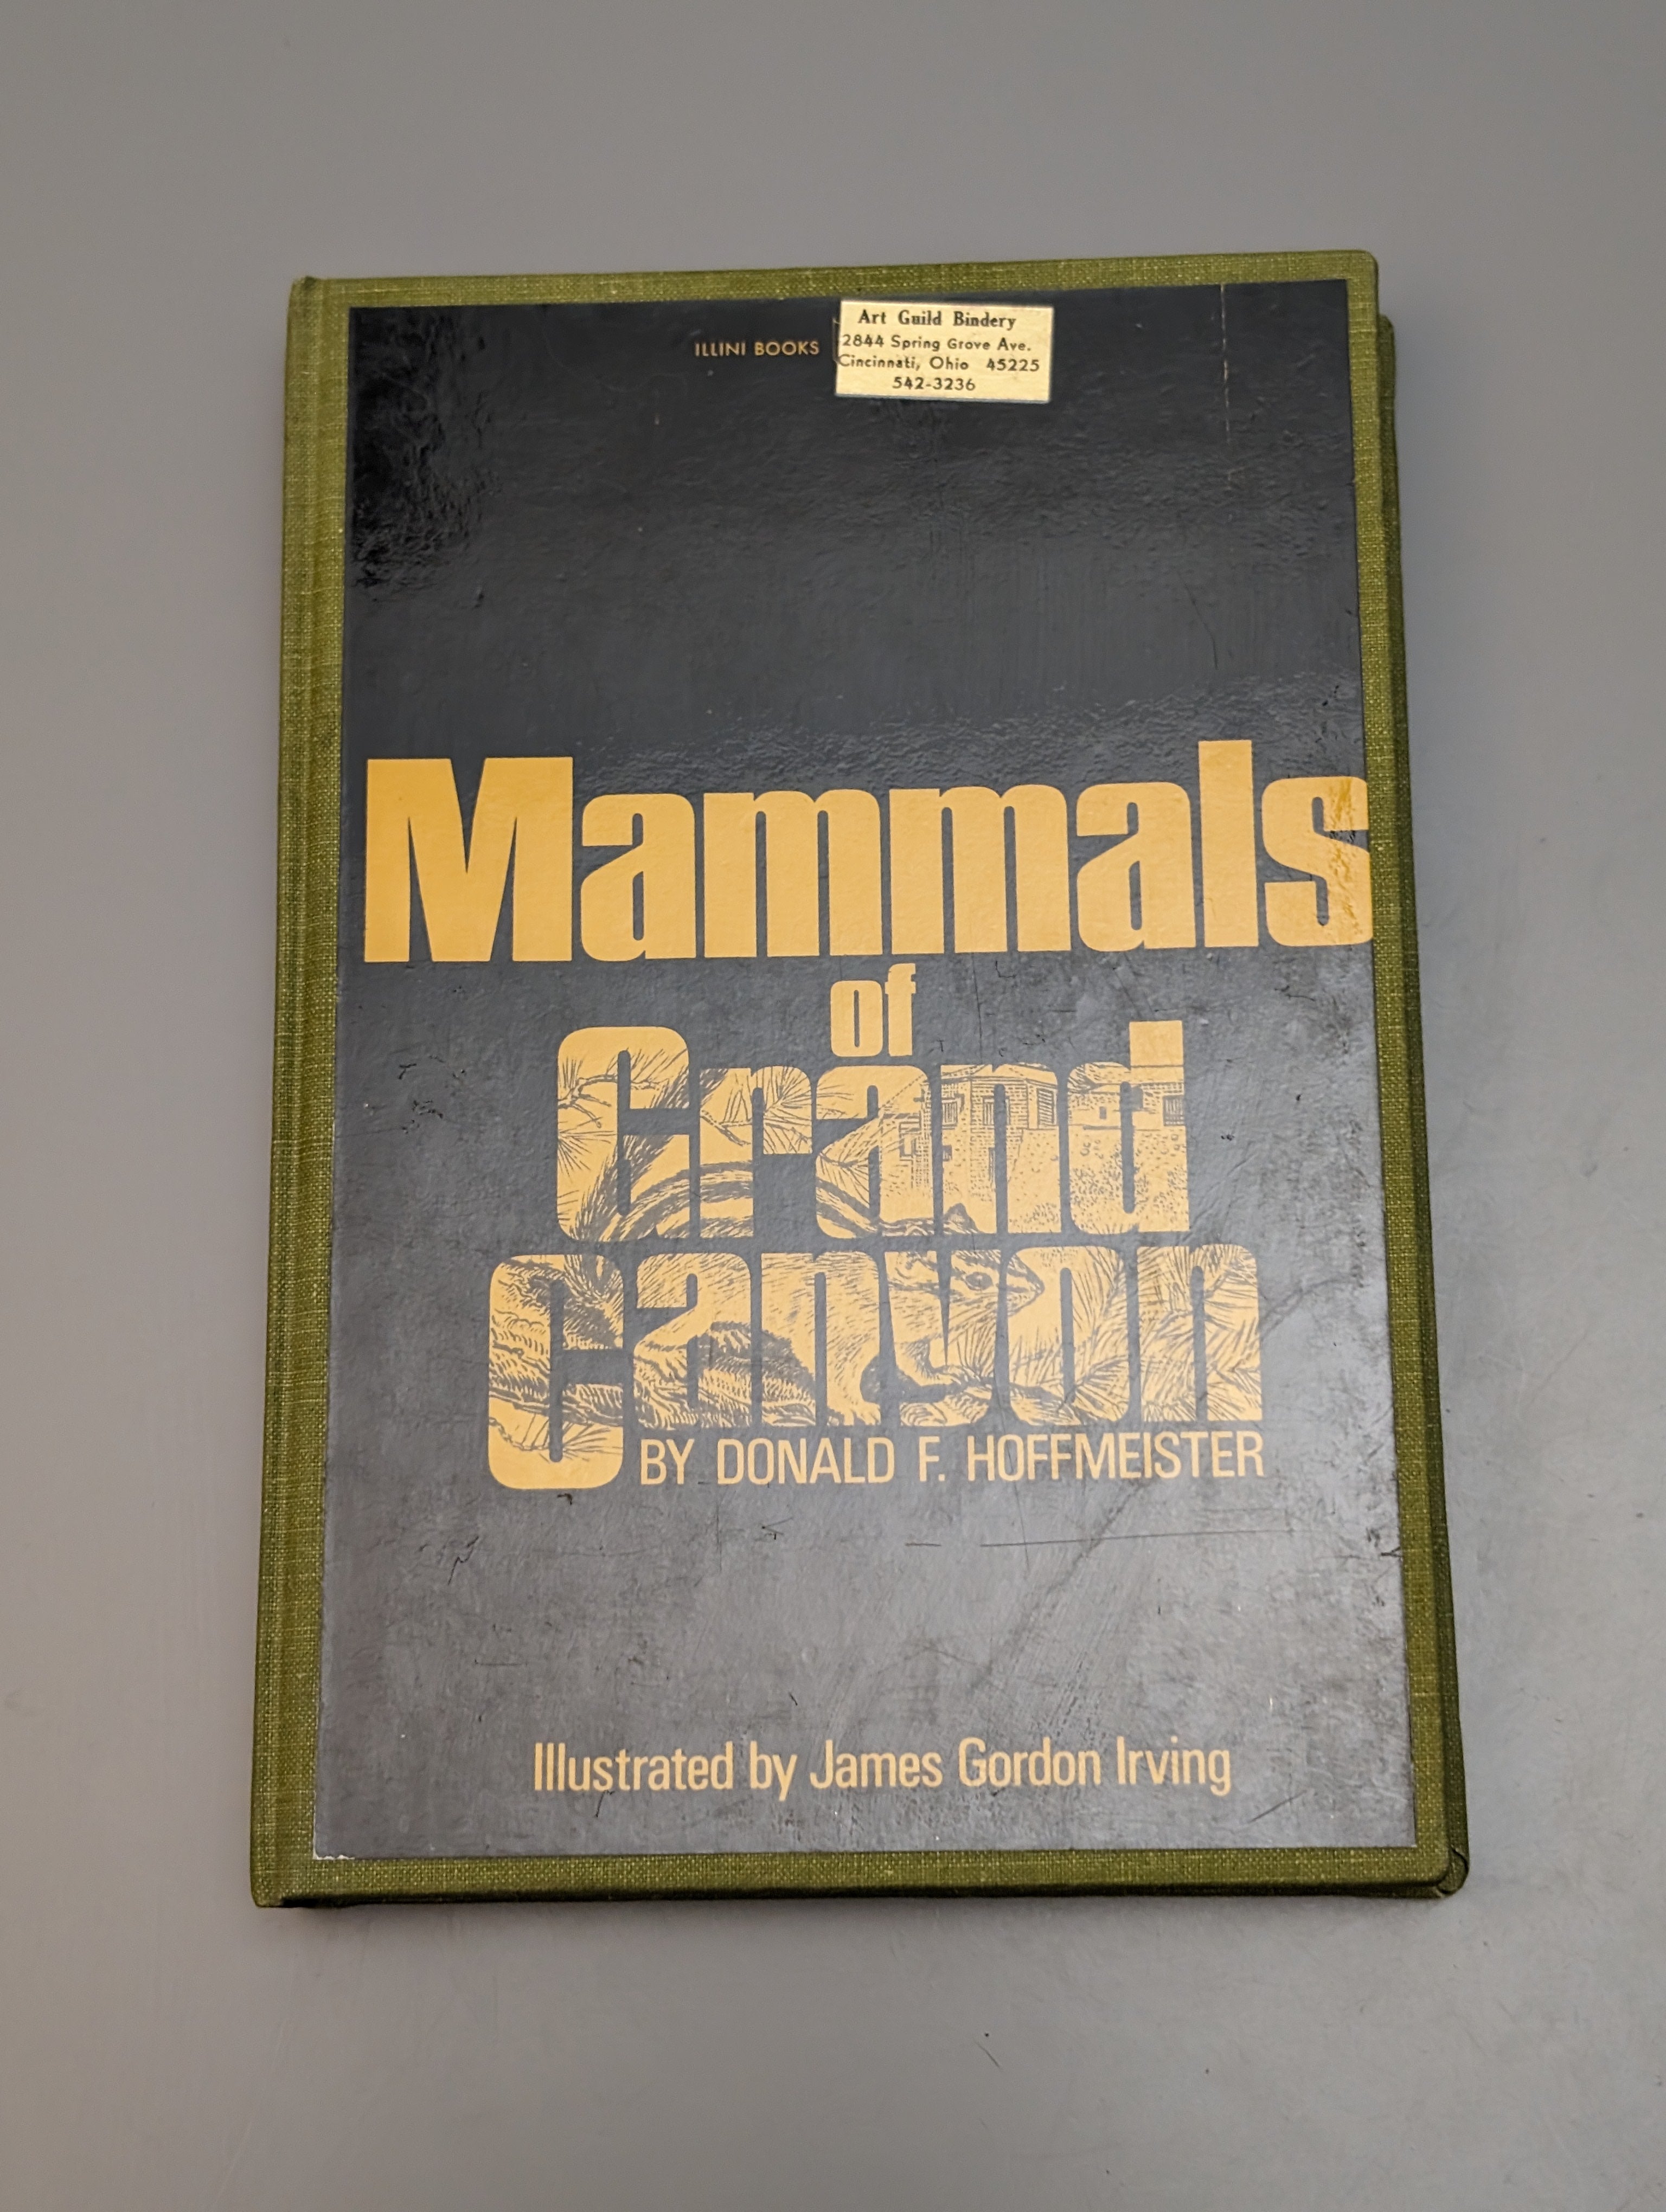 ILLINI BOOKS
Art Guild Bindery
2844 Spring Grove Ave.
Cincinnati, Ohio 45225
542-3236
Mammals
of
Grand
Canyon
BY DONALD F. HOFFMEISTER
Illustrated by James Gordon Irving